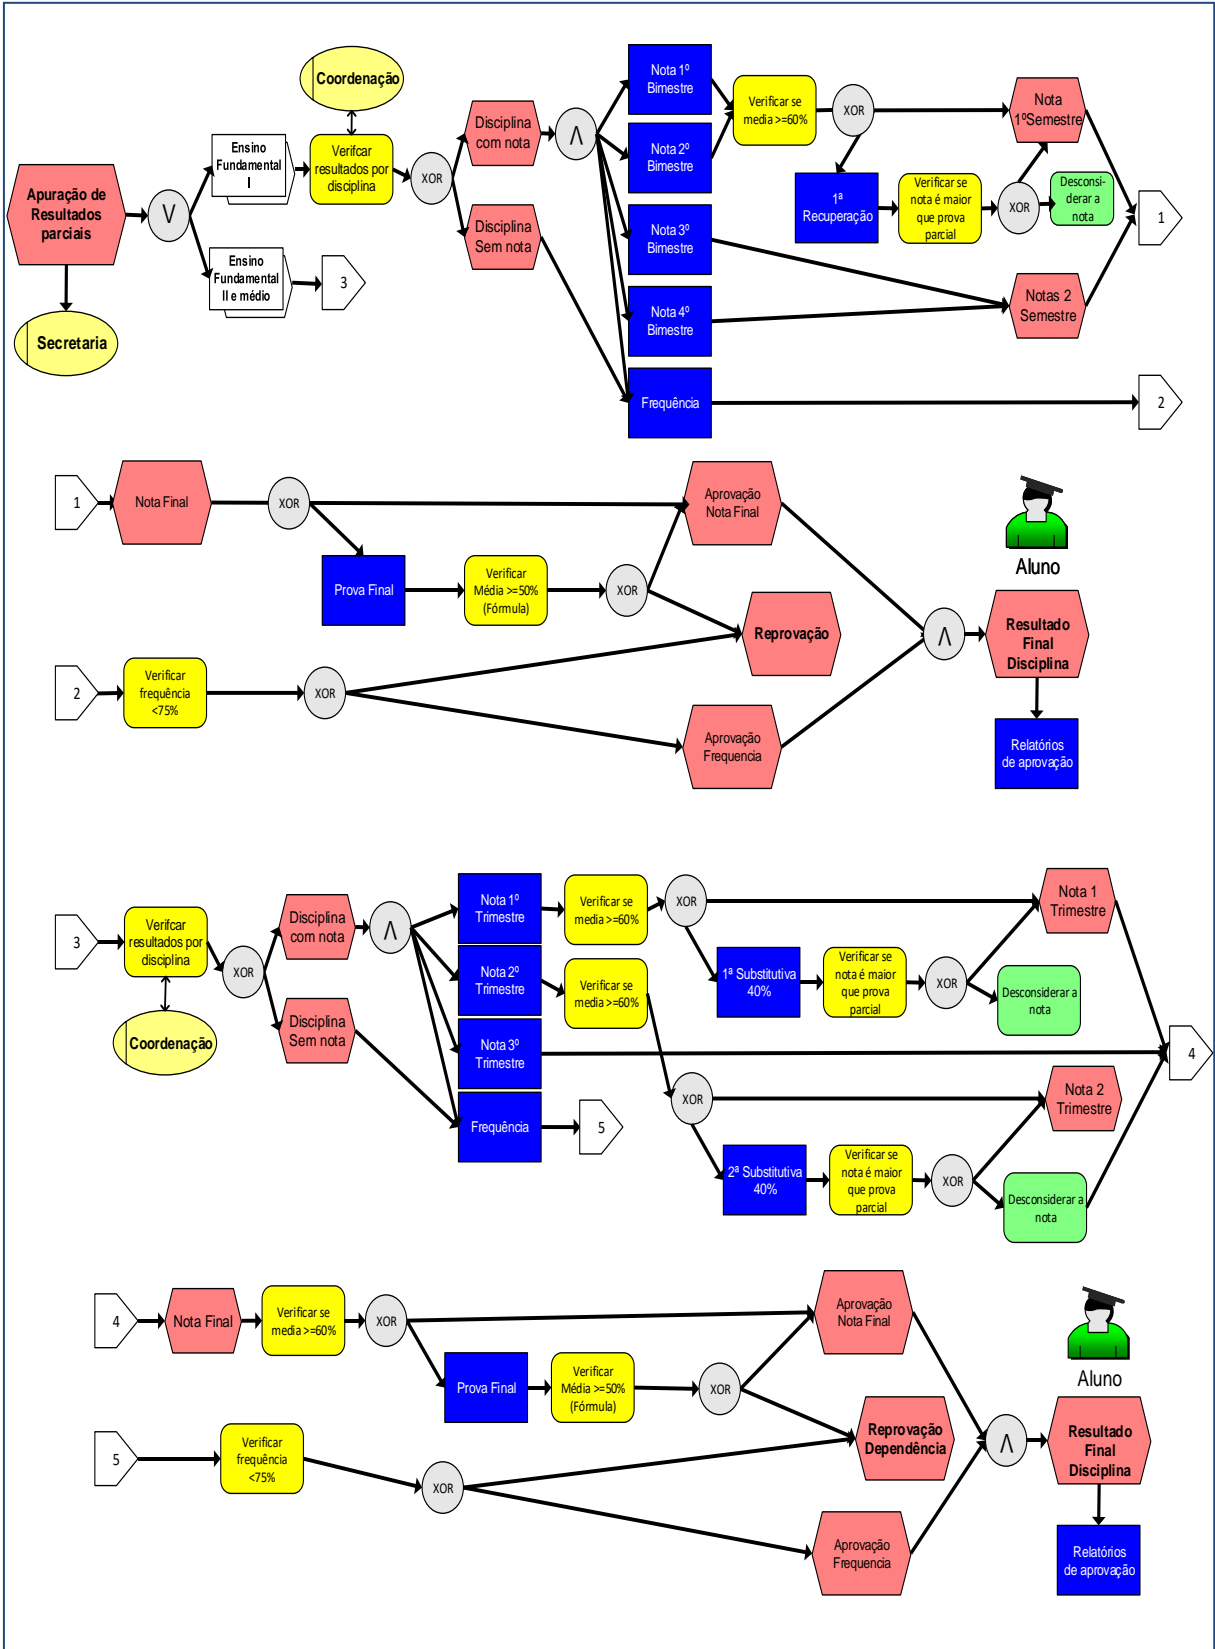 Coordenação
Nota 1º
Bimestre
Verificar se
media >=60%
XOR
Nota
1ºSemestre
Disciplina
com nota
Λ
Ensino
Fundamental
I
Verifcar
resultados por
disciplina
XOR
Nota 2º
Bimestre
1ª
Recuperação
Verificar se
nota é maior
que prova
parcial
XOR
Desconsi-
derar a
nota
Apuração de
Resultados
parciais
V
1
Disciplina
Sem nota
Nota 3º
Bimestre
Ensino
Fundamental
II e médio
3
Notas 2
Semestre
Nota 4º
Bimestre
Secretaria
Frequência
2
1
Nota Final
XOR
Aprovação
Nota Final
Aluno
Prova Final
Verificar
Média >=50%
(Fórmula)
XOR
Reprovação
Λ
Resultado
Final
Disciplina
2
Verificar
frequência
<75%
XOR
Aprovação
Frequencia
Relatórios
de aprovação
3
Verifcar
resultados por
disciplina
XOR
Disciplina
com nota
Λ
Nota 1º
Trimestre
Verificar se
media >=60%
XOR
Nota 1
Trimestre
Nota 2º
Trimestre
Verificar se
media >=60%
1ª Substitutiva
40%
Verificar se
nota é maior
que prova
parcial
XOR
Desconsiderar a
nota
Coordenação
Disciplina
Sem nota
Nota 3º
Trimestre
4
Frequência
5
XOR
Nota 2
Trimestre
2ª Substitutiva
40%
Verificar se
nota é maior
que prova
parcial
XOR
Desconsiderar a
nota
4
Nota Final
Verificar se
media >=60%
XOR
Aprovação
Nota Final
Aluno
Prova Final
Verificar
Média >=50%
(Fórmula)
XOR
Reprovação
Dependência
Λ
Resultado
Final
Disciplina
5
Verificar
frequência
<75%
XOR
Aprovação
Frequencia
Relatórios
de aprovação